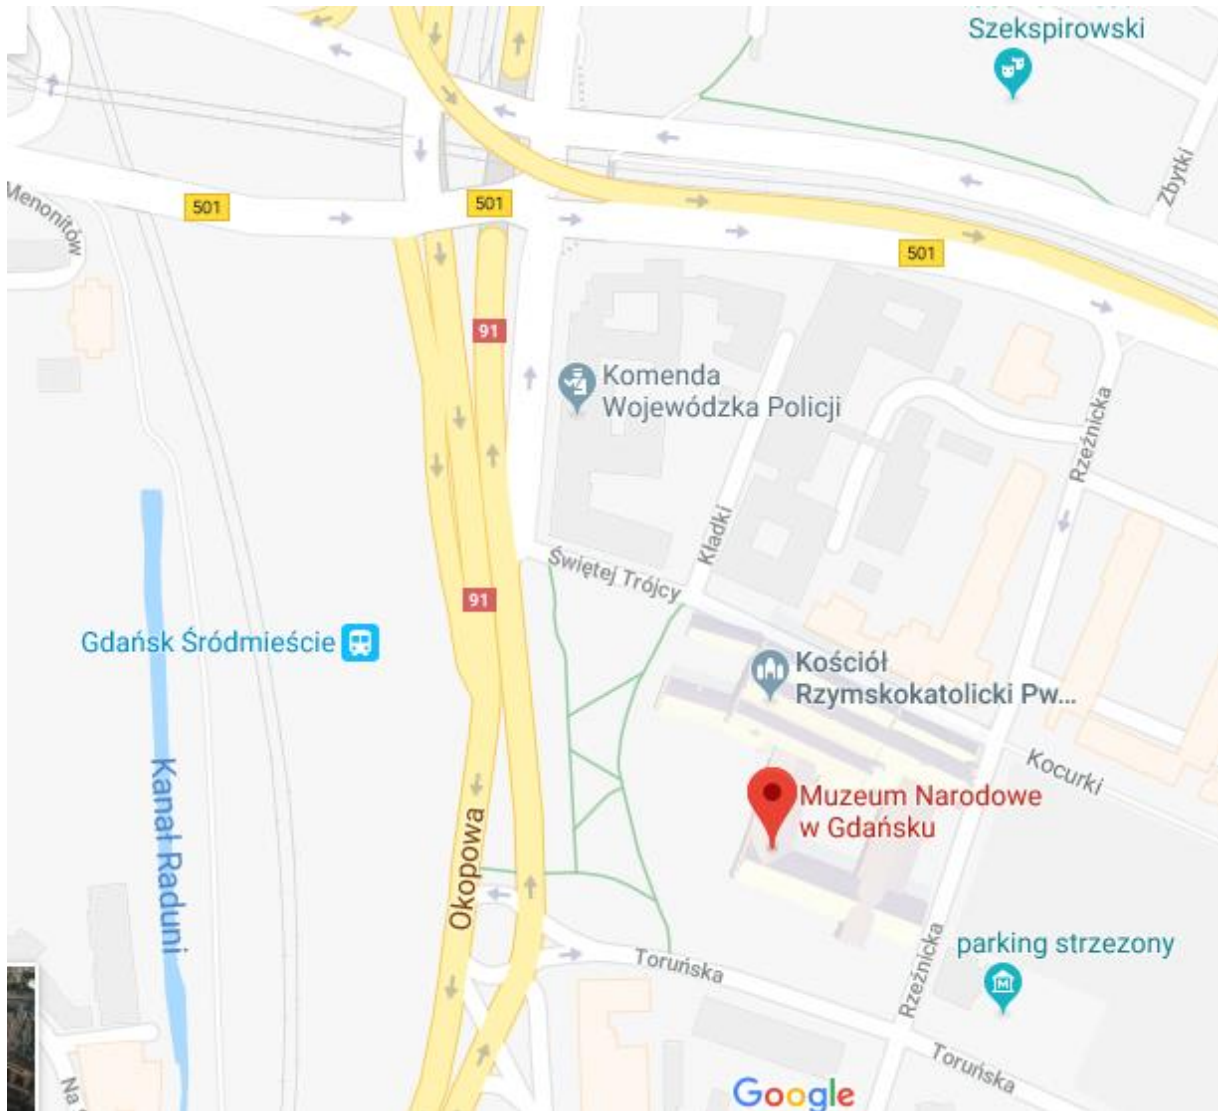 Szekspirowski
Zbytki
Menonitów
501
501
501
91
Komenda
Wojewódzka Policji
Rzeźnicka
Kładki
Świętej Trójcy
91
Gdańsk Śródmieście
Kościół
Rzymskokatolicki Pw...
Kocurki
Kanał Raduni
Muzeum Narodowe
w Gdańsku
Okopowa
Rzeźnicka
parking strzezony
M
Toruńska
Toruńska
Na
Google